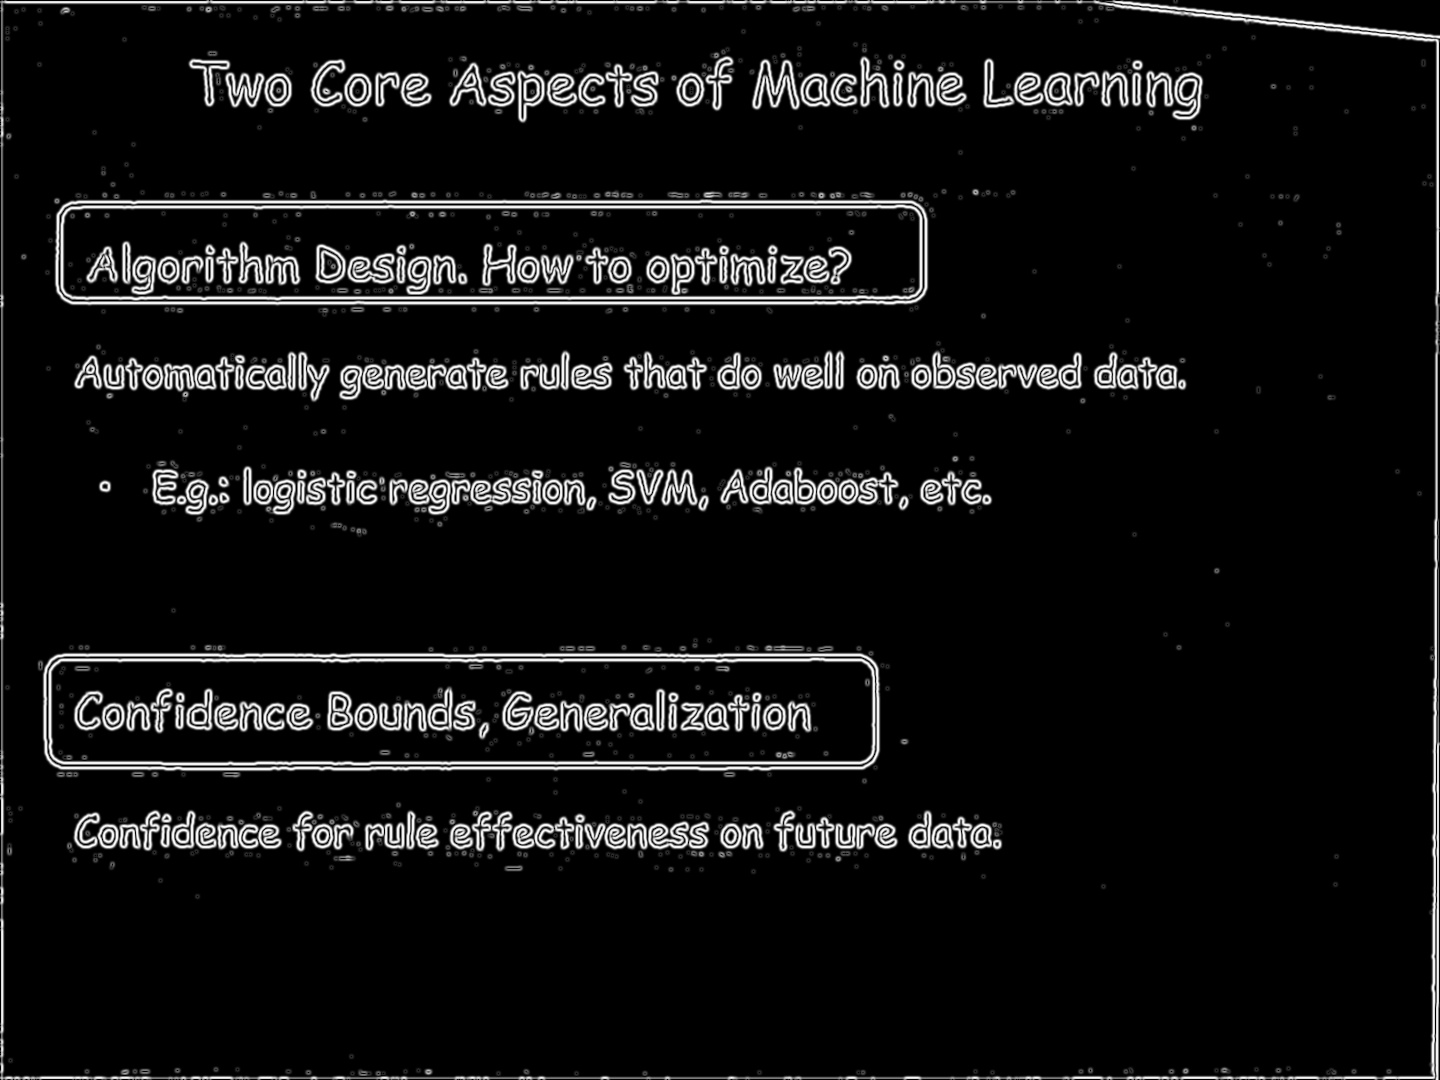 Two Core Aspects of Machine Learning
Algorithm Design. How to optimize?
Automatically generate rules that do well on observed data.
• E.g.: logistic regression, SVM, Adaboost, etc.
Confidence Bounds, Generalization
Confidence for rule effectiveness on future data.